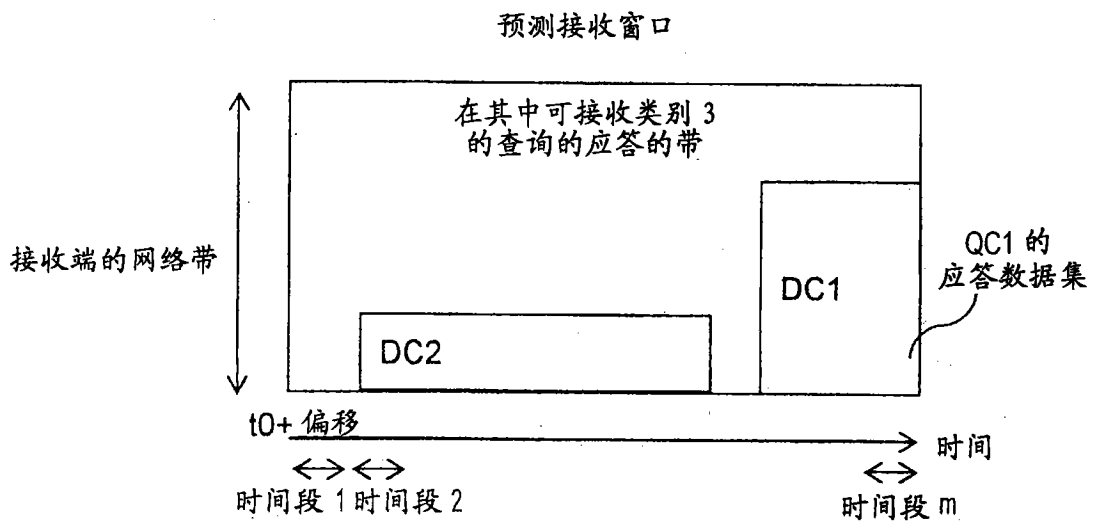 预测接收窗口
在其中可接收类别 3
的查询的应答的带
接收端的网络带
QC1 的
应答数据集
DC1
DC2
t0+ 偏移
时间
时间段 1 时间段 2
时间段 m